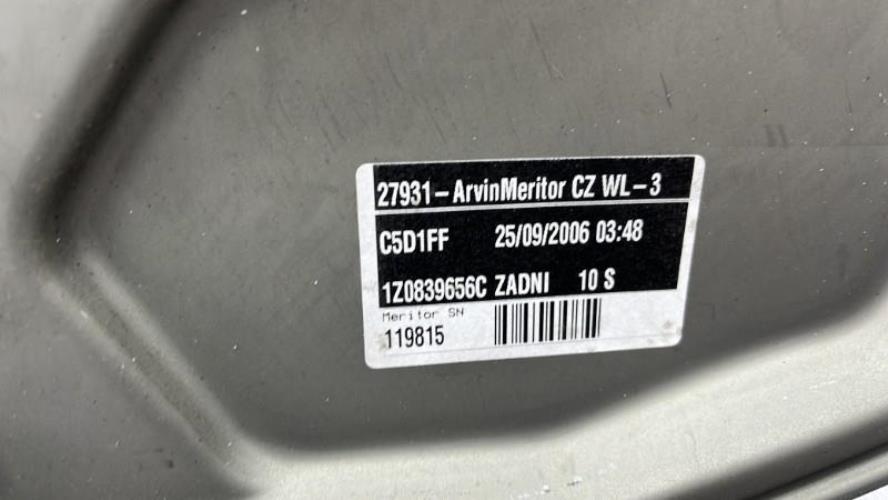 27931-ArvinMeritor CZ WL-3
C5D1FF 25/09/2006 03:48
1Z0839656C ZADNI 10 S
Meritor SN
119815